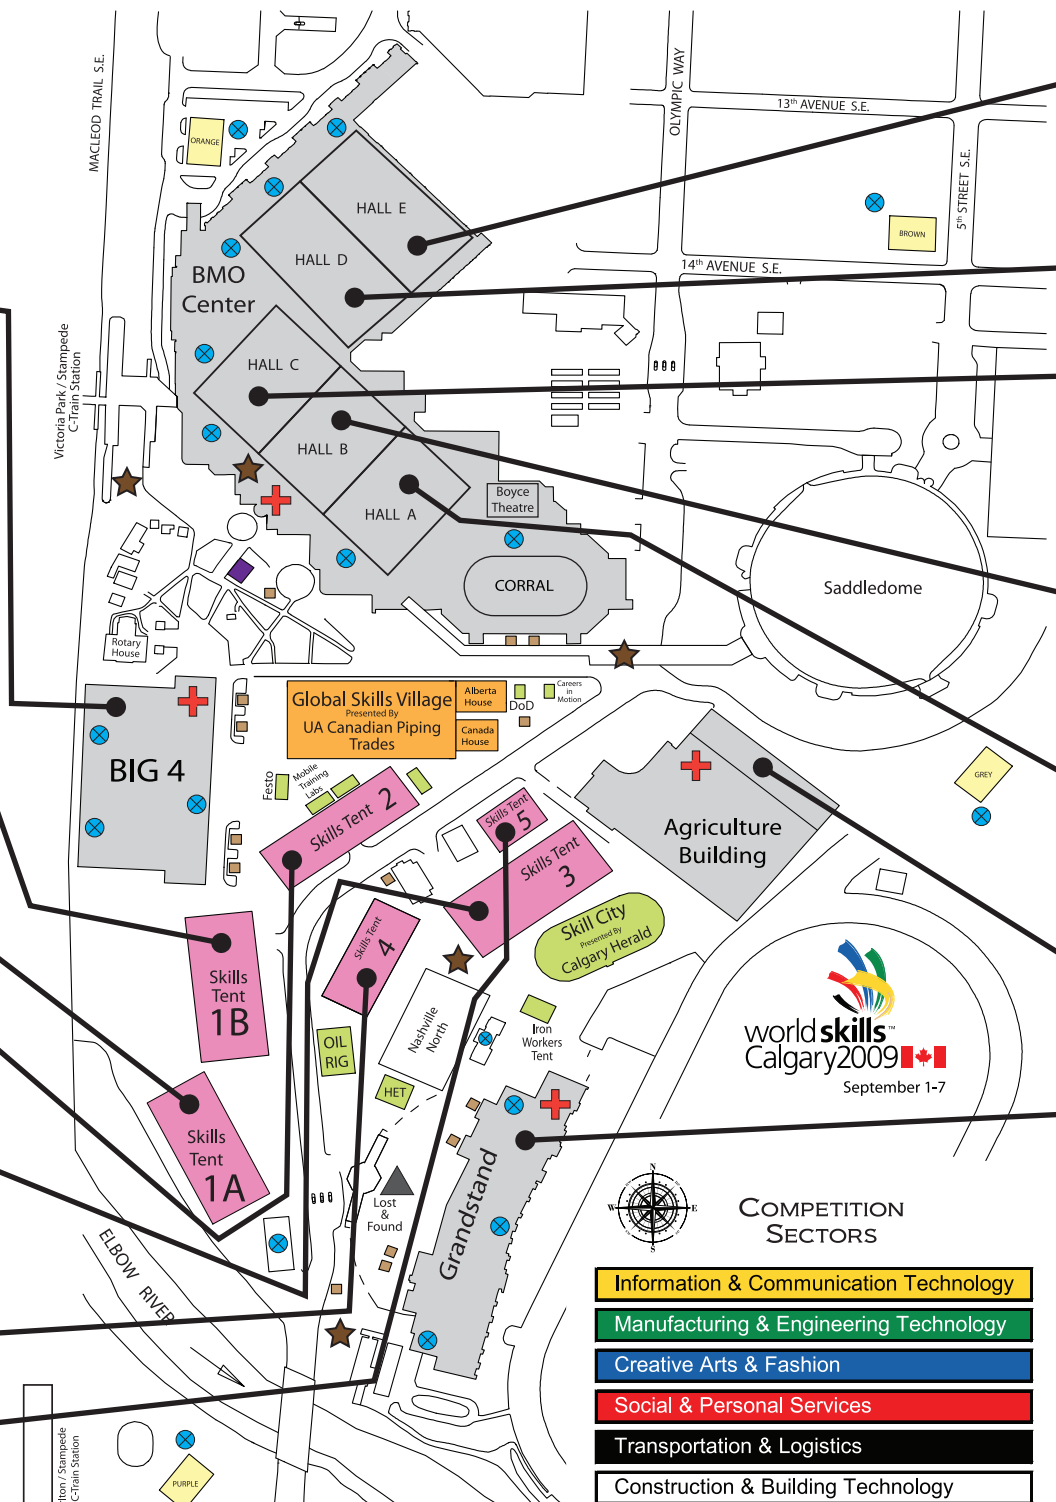 MACLEOD TRAIL S.E.
OLYMPIC WAY
13th AVENUE S.E.
5th STREET S.E.
14th AVENUE S.E.
ORANGE
BROWN
HALL E
HALL D
BMO
Center
HALL C
HALL B
HALL A
Victoria Park / Stampede
C-Train Station
Boyce
Theatre
CORRAL
Saddledome
Rotary
House
Global Skills Village
Presented By
UA Canadian Piping
Trades
Alberta
House
Canada
House
DoD
Careers
in
Motion
BIG 4
Festo
Mobile
Training
Labs
Skills Tent 2
Skills Tent
5
Skills Tent
3
Agriculture
Building
GREY
Skills Tent
4
Skill City
Presented By
Calgary Herald
Skills
Tent
1B
Nashville
North
OIL
RIG
HET
Iron
Workers
Tent
world skills™
Calgary2009
September 1-7
Skills
Tent
1A
Lost
&
Found
Grandstand
ELBOW RIVER
N
W
E
S
COMPETITION
SECTORS
Information & Communication Technology
Manufacturing & Engineering Technology
Creative Arts & Fashion
Social & Personal Services
Transportation & Logistics
Construction & Building Technology
lton / Stampede
C-Train Station
PURPLE